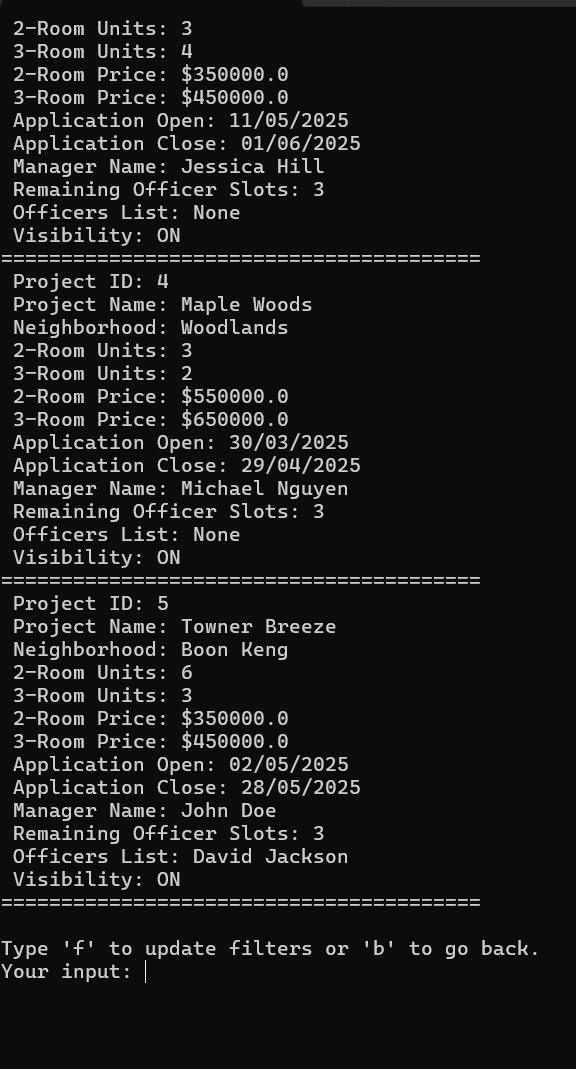 2-Room Units: 3
3-Room Units: 4
2-Room Price: $350000.0
3-Room Price: $450000.0
Application Open: 11/05/2025
Application Close: 01/06/2025
Manager Name: Jessica Hill
Remaining Officer Slots: 3
Officers List: None
Visibility: ON
========================================
Project ID: 4
Project Name: Maple Woods
Neighborhood: Woodlands
2-Room Units: 3
3-Room Units: 2
2-Room Price: $550000.0
3-Room Price: $650000.0
Application Open: 30/03/2025
Application Close: 29/04/2025
Manager Name: Michael Nguyen
Remaining Officer Slots: 3
Officers List: None
Visibility: ON
========================================
Project ID: 5
Project Name: Towner Breeze
Neighborhood: Boon Keng
2-Room Units: 6
3-Room Units: 3
2-Room Price: $350000.0
3-Room Price: $450000.0
Application Open: 02/05/2025
Application Close: 28/05/2025
Manager Name: John Doe
Remaining Officer Slots: 3
Officers List: David Jackson
Visibility: ON
========================================
Type 'f' to update filters or 'b' to go back.
Your input: